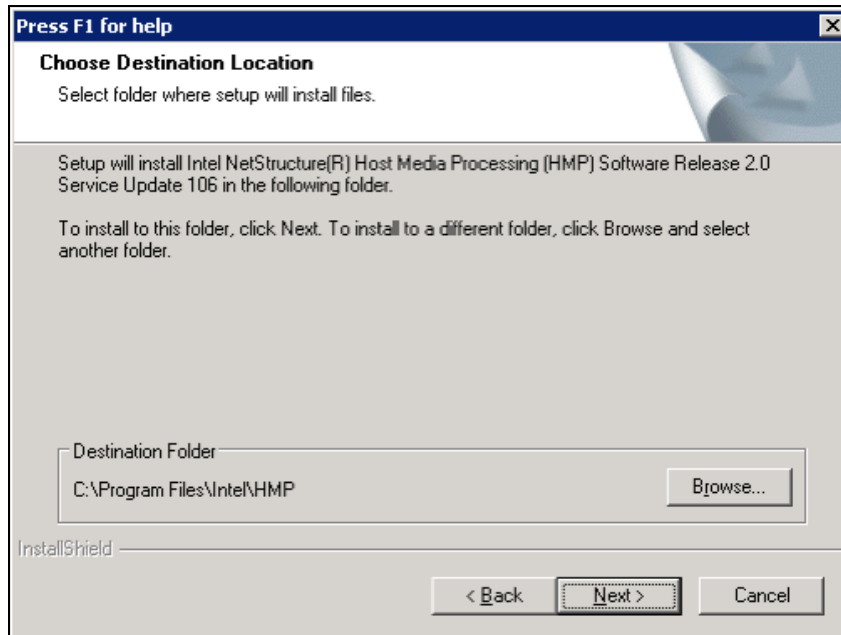 Press F1 for help
Choose Destination Location
Select folder where setup will install files.
Setup will install Intel NetStructure(R) Host Media Processing (HMP) Software Release 2.0
Service Update 106 in the following folder.
To install to this folder, click Next. To install to a different folder, click Browse and select
another folder.
Destination Folder
C:\Program Files\Intel\HMP
Browse...
InstallShield
< Back
Next >
Cancel